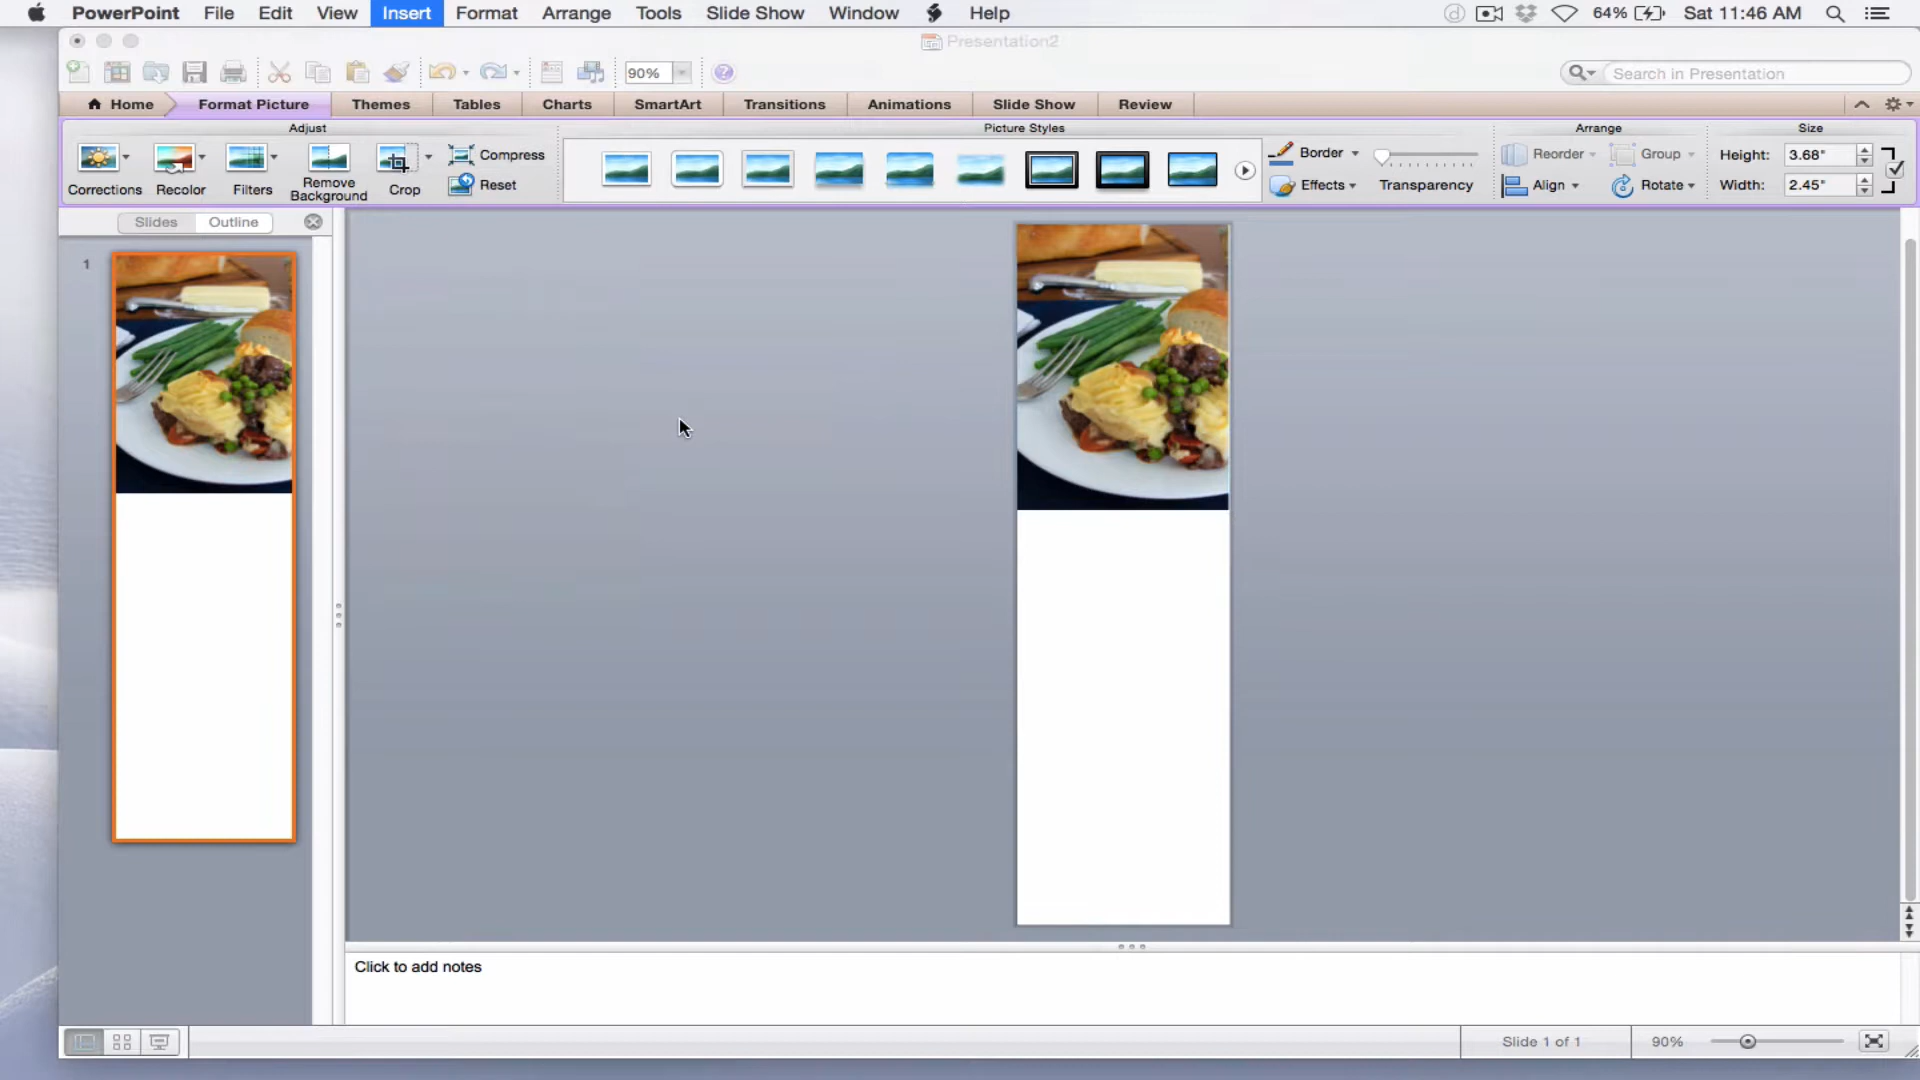 PowerPoint File Edit View Insert Format Arrange Tools Slide Show Window Help 64% Sat 11:46 AM
Presentation2
90% Search in Presentation
Home Format Picture Themes Tables Charts SmartArt Transitions Animations Slide Show Review
Adjust Picture Styles Arrange Size
Corrections Recolor Filters Remove Background Crop Compress Reset
Border Effects Transparency
Reorder Group Align Rotate
Height: 3.68"
Width: 2.45"
Slides Outline
1
Click to add notes
Slide 1 of 1 90%